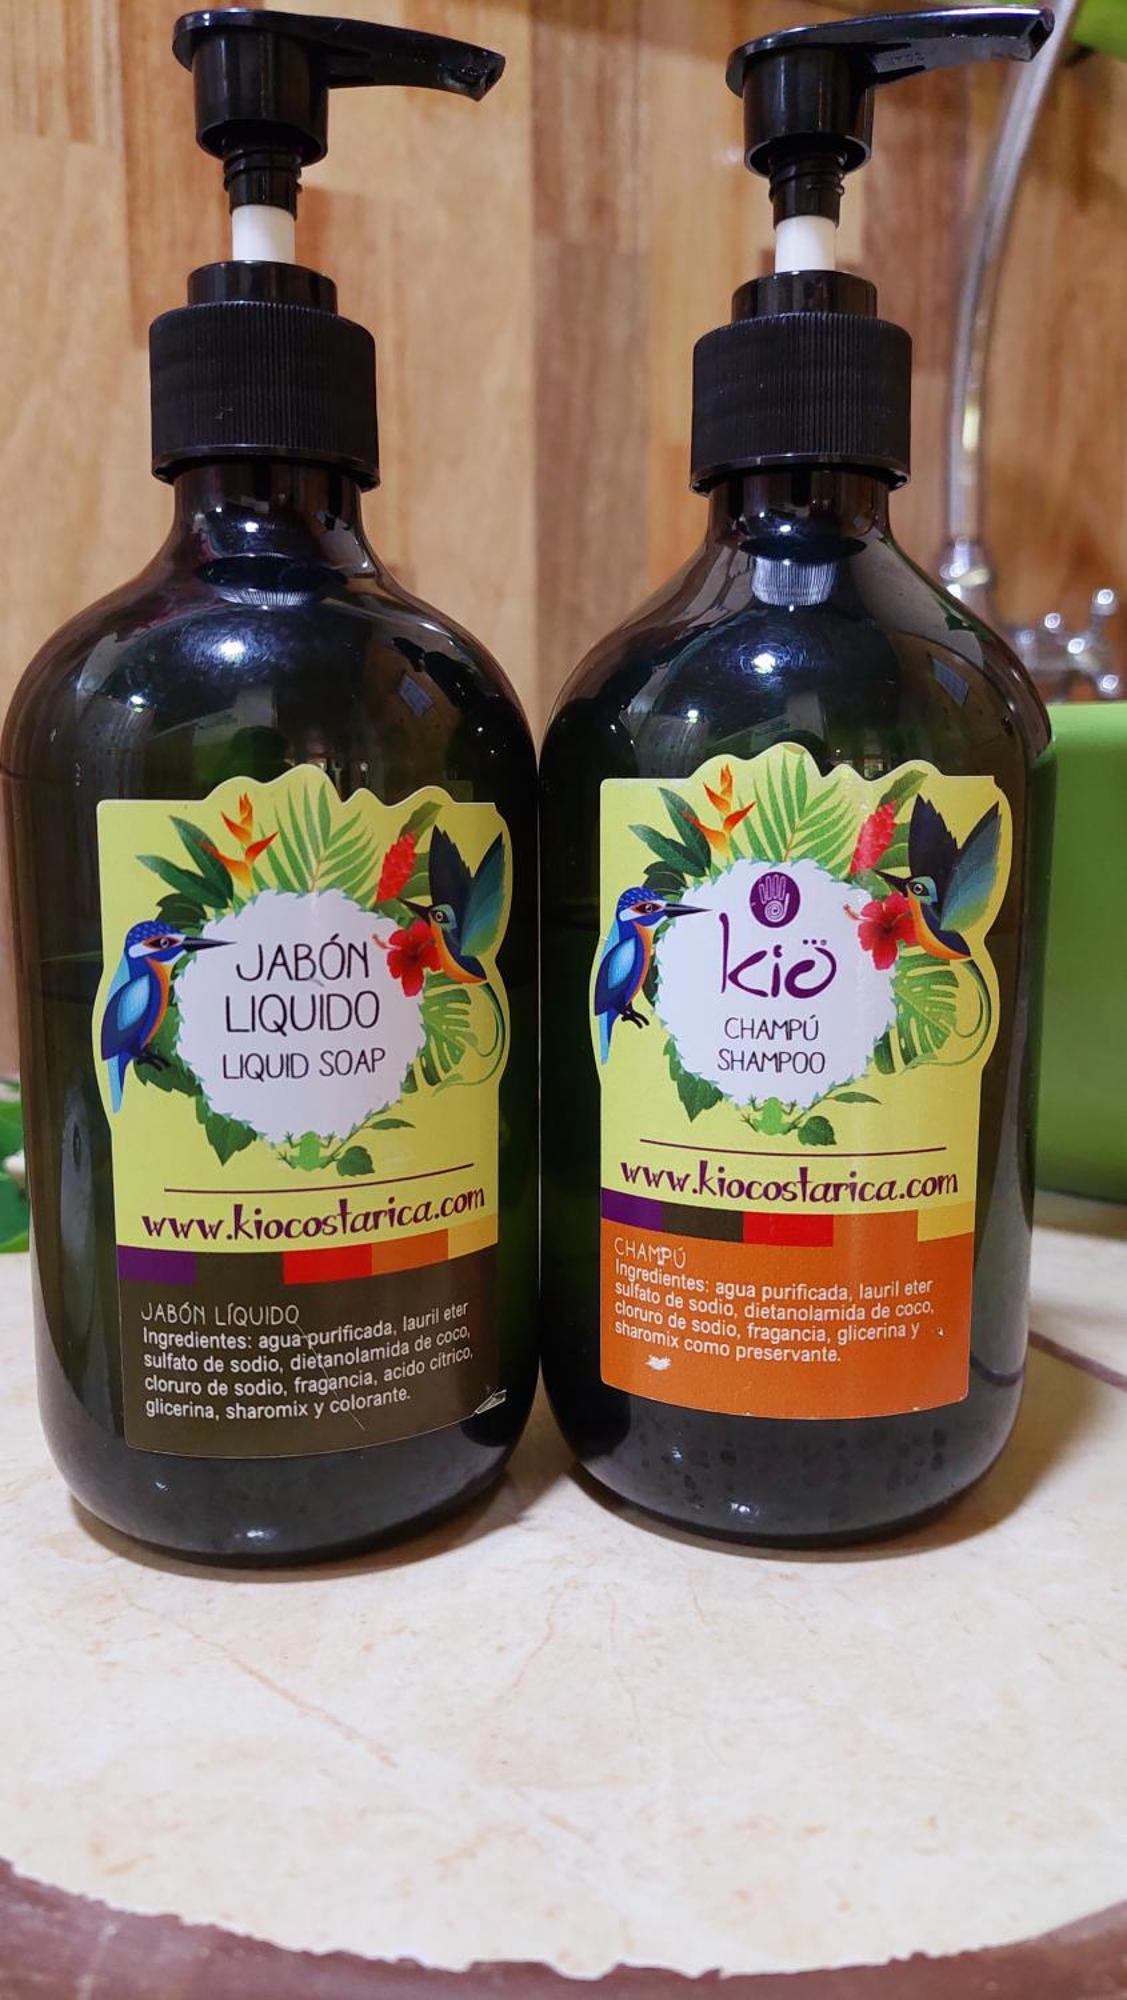 JABÓN
LIQUIDO
LIQUID SOAP
www.kiocostarica.com
JABÓN LÍQUIDO
Ingredientes: agua purificada, lauril eter
sulfato de sodio, dietanolamida de coco,
cloruro de sodio, fragancia, acido cítrico,
glicerina, sharomix y colorante.
kio
CHAMPÚ
SHAMPOO
www.kiocostarica.com
CHAMPÚ
Ingredientes: agua purificada, lauril eter
sulfato de sodio, dietanolamida de coco,
cloruro de sodio, fragancia, glicerina y
sharomix como preservante.